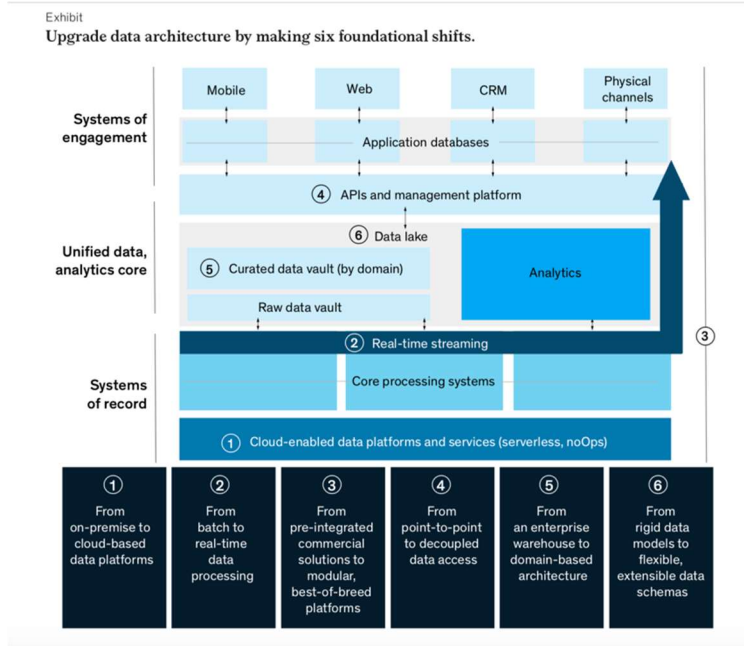 Exhibit
Upgrade data architecture by making six foundational shifts.
Mobile
Web
CRM
Physical
channels
Systems of
engagement
Application databases
4 APIs and management platform
Unified data,
analytics core
6 Data lake
5 Curated data vault (by domain)
Raw data vault
Analytics
2 Real-time streaming
3
Systems
of record
Core processing systems
1 Cloud-enabled data platforms and services (serverless, noOps)
1
From
on-premise to
cloud-based
data platforms
2
From
batch to
real-time
data
processing
3
From
pre-integrated
commercial
solutions to
modular,
best-of-breed
platforms
4
From
point-to-point
to decoupled
data access
5
From
an enterprise
warehouse to
domain-based
architecture
6
From
rigid data
models to
flexible,
extensible data
schemas